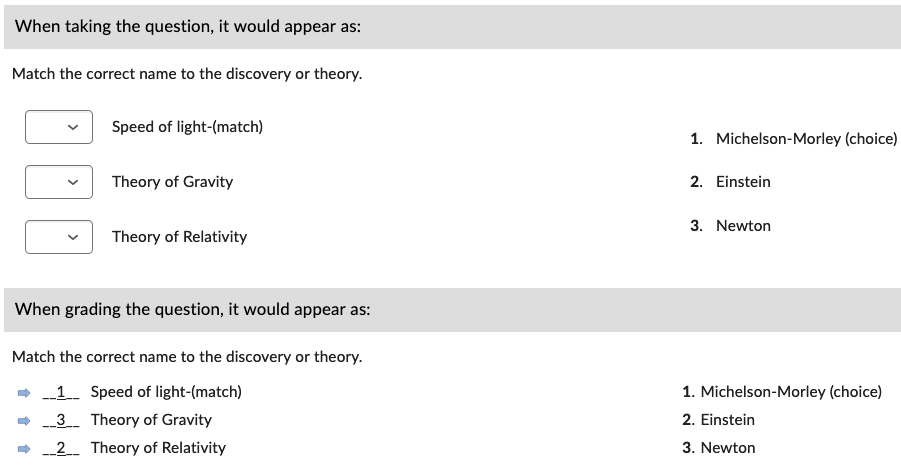 When taking the question, it would appear as:
Match the correct name to the discovery or theory.
Speed of light-(match)
1. Michelson-Morley (choice)
Theory of Gravity
2. Einstein
3. Newton
Theory of Relativity
When grading the question, it would appear as:
Match the correct name to the discovery or theory.
__1__ Speed of light-(match) 1. Michelson-Morley (choice)
__3__ Theory of Gravity 2. Einstein
__2__ Theory of Relativity 3. Newton